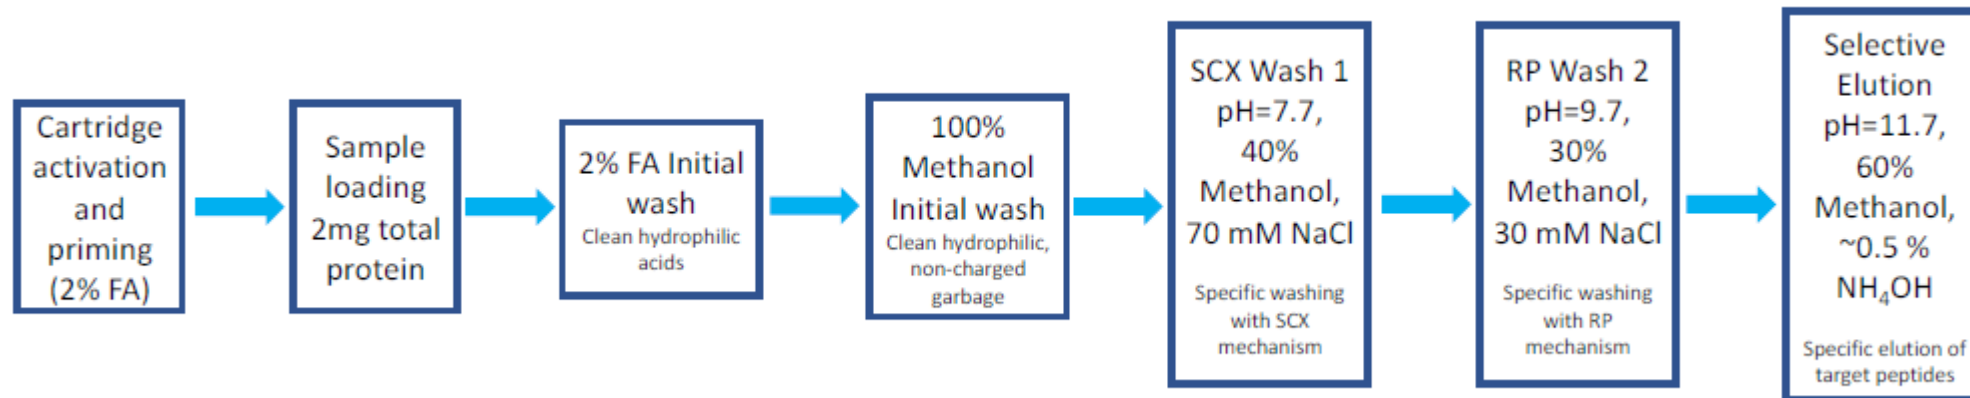 Cartridge
activation
and
priming
(2% FA)
Sample
loading
2mg total
protein
2% FA Initial
wash
Clean hydrophilic
acids
100%
Methanol
Initial wash
Clean hydrophilic,
non-charged
garbage
SCX Wash 1
pH=7.7,
40%
Methanol,
70 mM NaCl
Specific washing
with SCX
mechanism
RP Wash 2
pH=9.7,
30%
Methanol,
30 mM NaCl
Specific washing
with RP
mechanism
Selective
Elution
pH=11.7,
60%
Methanol,
~0.5 %
NH₄OH
Specific elution of
target peptides